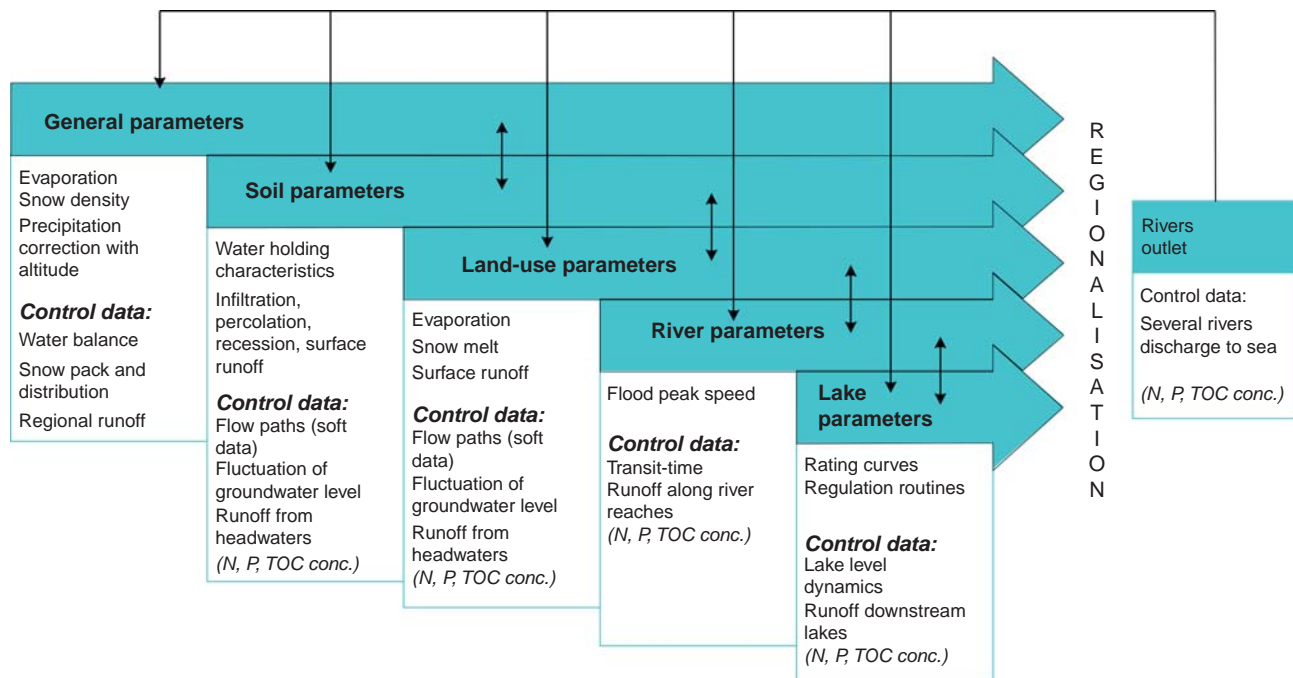 General parameters
Evaporation
Snow density
Precipitation
correction with
altitude
Control data:
Water balance
Snow pack and
distribution
Regional runoff
Soil parameters
Water holding
characteristics
Infiltration,
percolation,
recession, surface
runoff
Control data:
Flow paths (soft
data)
Fluctuation of
groundwater level
Runoff from
headwaters
(N, P, TOC conc.)
Land-use parameters
Evaporation
Snow melt
Surface runoff
Control data:
Flow paths (soft
data)
Fluctuation of
groundwater level
Runoff from
headwaters
(N, P, TOC conc.)
River parameters
Flood peak speed
Control data:
Transit-time
Runoff along river
reaches
(N, P, TOC conc.)
Lake
parameters
Rating curves
Regulation routines
Control data:
Lake level
dynamics
Runoff downstream
lakes
(N, P, TOC conc.)
REGIONALISATION
Rivers
outlet
Control data:
Several rivers
discharge to sea
(N, P, TOC conc.)